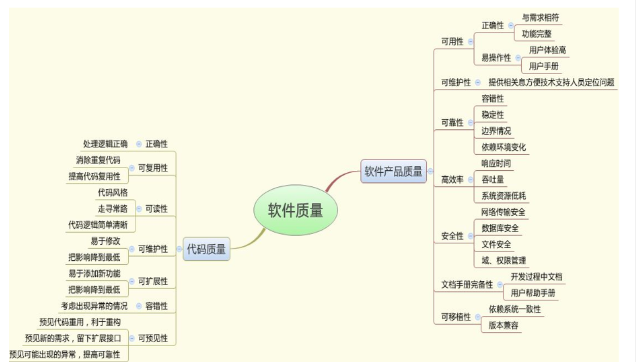 软件质量
软件产品质量
可用性
正确性
与需求相符
功能完整
易操作性
用户体验高
用户手册
可维护性
提供相关息方便技术支持人员定位问题
可靠性
容错性
稳定性
边界情况
依赖环境变化
高效率
响应时间
吞吐量
系统资源低耗
安全性
网络传输安全
数据库安全
文件安全
域、权限管理
文档手册完备性
开发过程中文档
用户帮助手册
可移植性
依赖系统一致性
版本兼容
代码质量
正确性
处理逻辑正确
可复用性
消除重复代码
提高代码复用性
可读性
代码风格
走寻常路
代码逻辑简单清晰
可维护性
易于修改
把影响降到最低
可扩展性
易于添加新功能
把影响降到最低
容错性
考虑出现异常的情况
可预见性
预见代码重用，利于重构
预见新的需求，留下扩展接口
预见可能出现的异常，提高可靠性